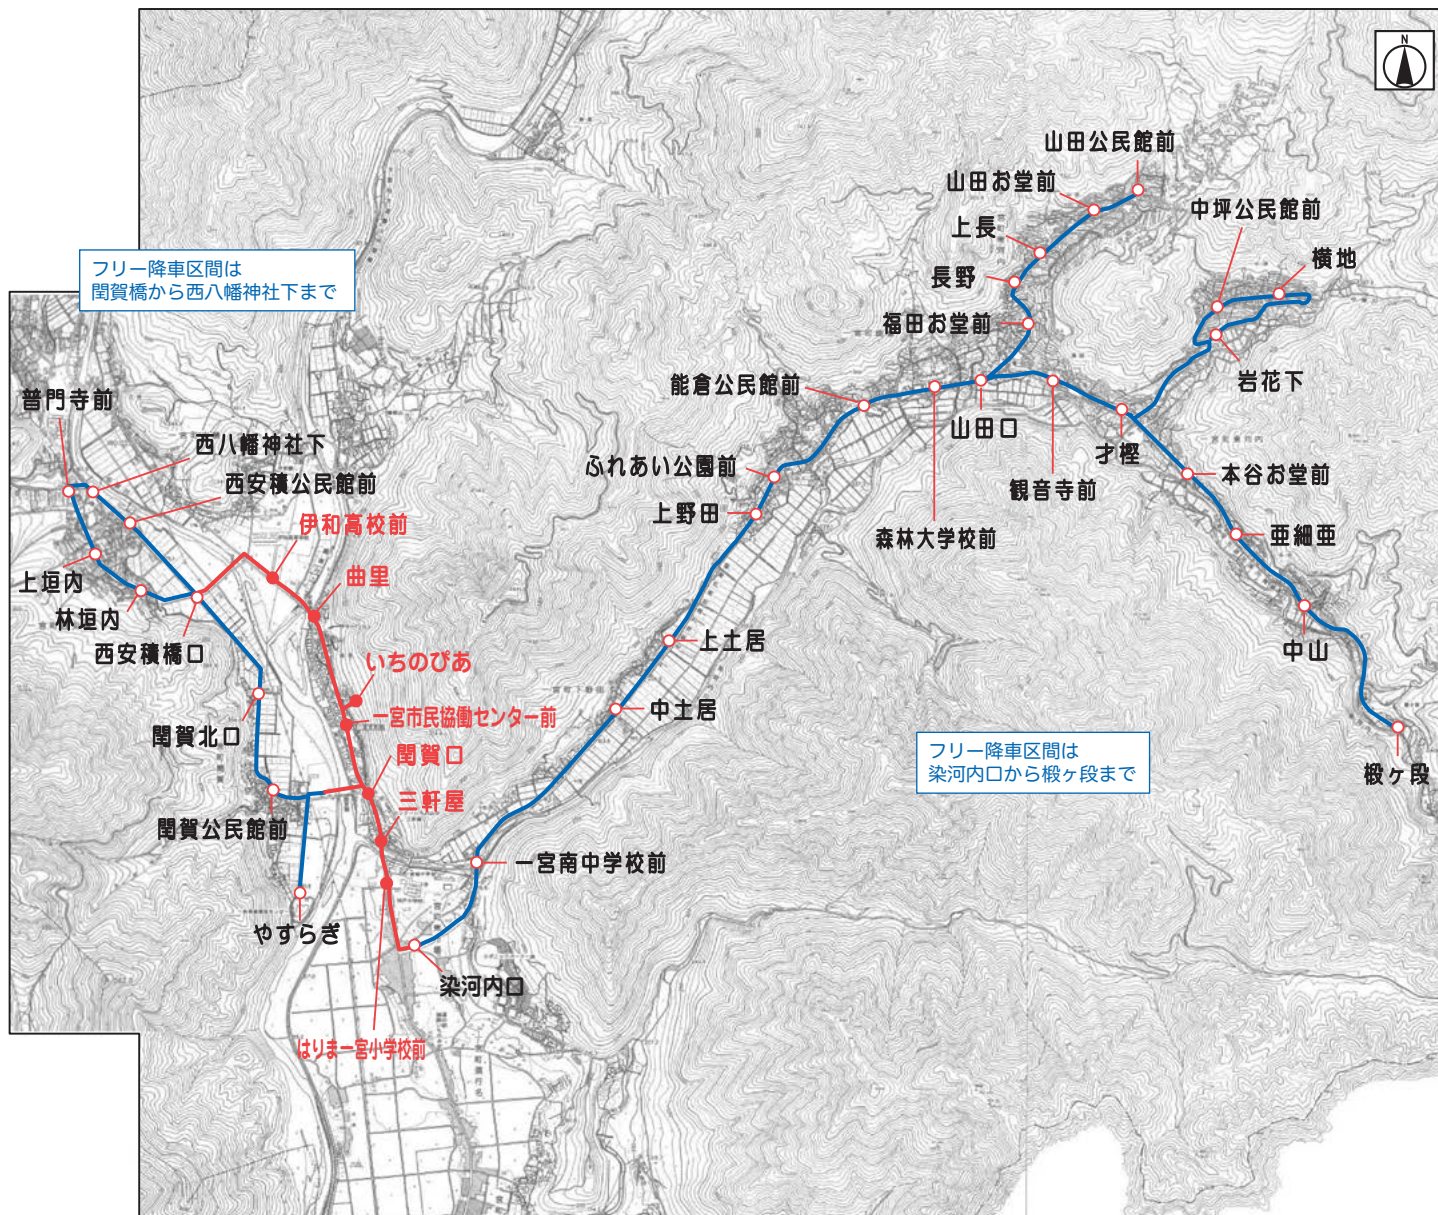 N
山田公民館前
山田お堂前
中坪公民館前
上長
横地
フリー降車区間は
閏賀橋から西八幡神社下まで
長野
福田お堂前
能倉公民館前
岩花下
普門寺前
山田口
西八幡神社下
才樫
ふれあい公園前
西安積公民館前
観音寺前
本谷お堂前
上野田
伊和高校前
森林大学校前
亜細亜
曲里
上垣内
林垣内
西安積橋口
上土居
中山
いちのぴあ
中土居
一宮市民協働センター前
閏賀北口
閏賀口
フリー降車区間は
染河内口から椴ヶ段まで
椴ヶ段
三軒屋
閏賀公民館前
一宮南中学校前
やすらぎ
染河内口
はりま一宮小学校前